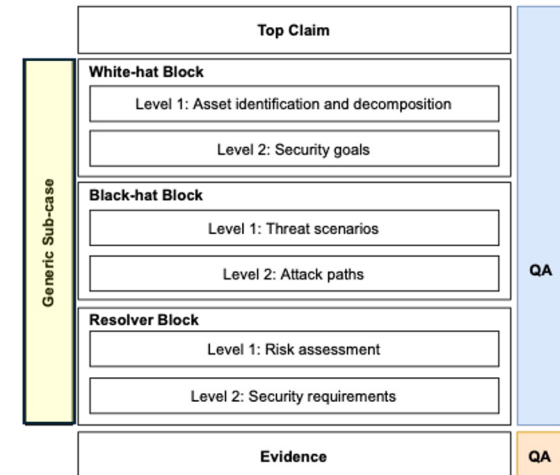 Top Claim
White-hat Block
Level 1: Asset identification and decomposition
Level 2: Security goals
Black-hat Block
Level 1: Threat scenarios
Level 2: Attack paths
Resolver Block
Level 1: Risk assessment
Level 2: Security requirements
Generic Sub-case
QA
Evidence
QA